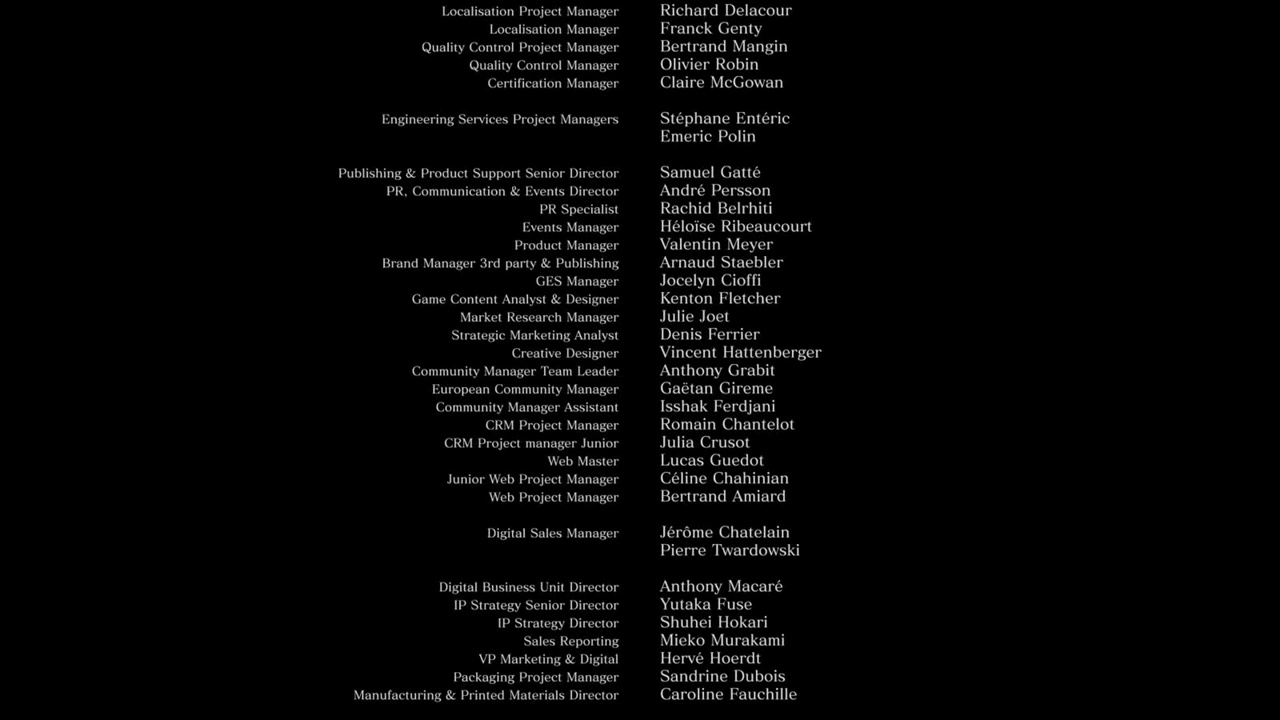 Localisation Project Manager Richard Delacour
Localisation Manager Franck Genty
Quality Control Project Manager Bertrand Mangin
Quality Control Manager Olivier Robin
Certification Manager Claire McGowan
Engineering Services Project Managers Stéphane Entéric
Emeric Polin
Publishing & Product Support Senior Director Samuel Gatté
PR, Communication & Events Director André Persson
PR Specialist Rachid Belrhiti
Events Manager Héloïse Ribeaucourt
Product Manager Valentin Meyer
Brand Manager 3rd party & Publishing Arnaud Staebler
GES Manager Jocelyn Cioffi
Game Content Analyst & Designer Kenton Fletcher
Market Research Manager Julie Joet
Strategic Marketing Analyst Denis Ferrier
Creative Designer Vincent Hattenberger
Community Manager Team Leader Anthony Grabit
European Community Manager Gaëtan Gireme
Community Manager Assistant Isshak Ferdjani
CRM Project Manager Romain Chantelot
CRM Project manager Junior Julia Crusot
Web Master Lucas Guedot
Junior Web Project Manager Céline Chahinian
Web Project Manager Bertrand Amiard
Digital Sales Manager Jérôme Chatelain
Pierre Twardowski
Digital Business Unit Director Anthony Macaré
IP Strategy Senior Director Yutaka Fuse
IP Strategy Director Shuhei Hokari
Sales Reporting Mieko Murakami
VP Marketing & Digital Hervé Hoerdt
Packaging Project Manager Sandrine Dubois
Manufacturing & Printed Materials Director Caroline Fauchille